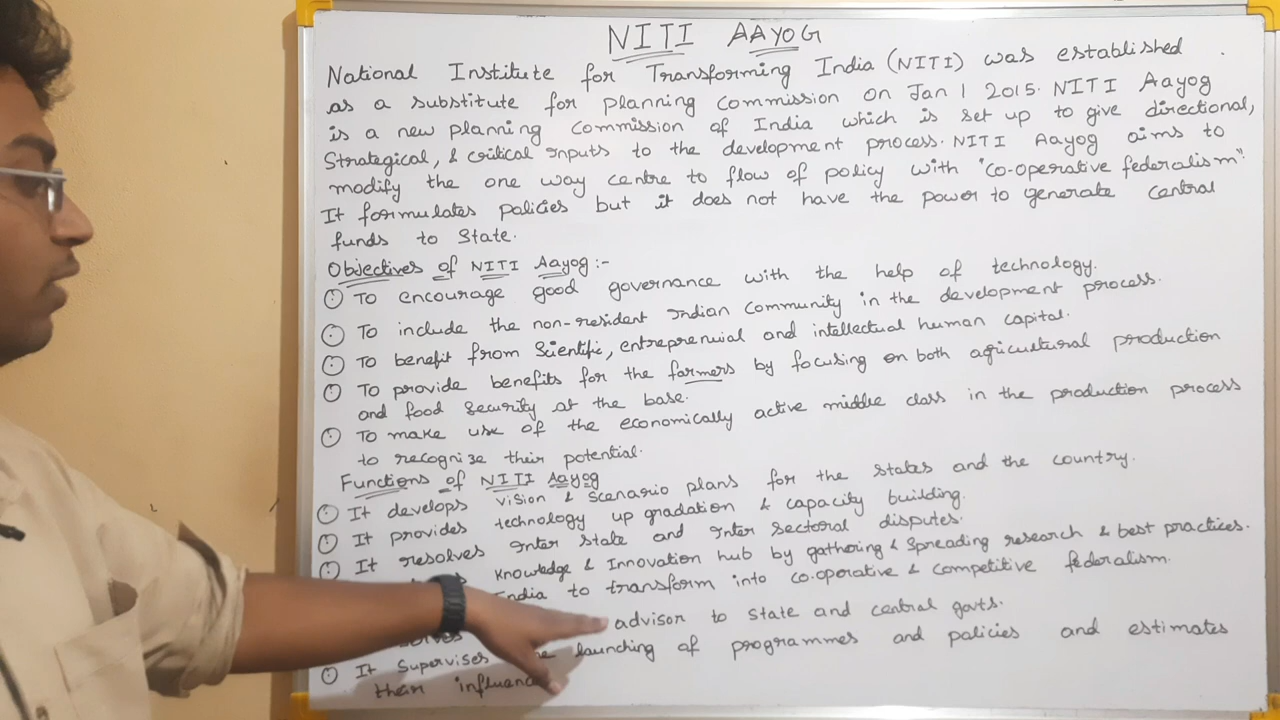 NITI AAYOG
National Institute for Transforming India (NITI) was established
as a substitute for planning commission on Jan 1 2015. NITI Aayog
is a new planning commission of India which is set up to give directional,
Strategical, & critical inputs to the development process. NITI Aayog aims to
modify the one way centre to flow of policy with "co-operative federalism".
It formulates policies but it does not have the power to generate central
funds to State.
Objectives of NITI Aayog :-
To encourage good governance with the help of technology.
To include the non-resident Indian community in the development process.
To benefit from Scientific, entreprenuial and intellectual human capital.
To provide benefits for the farmers by focusing on both agricultural production
and food security at the base.
To make use of the economically active middle class in the production process
to recognize their potential.
Functions of NITI Aayog
It develops vision & scenario plans for the states and the country.
It provides technology up gradation & capacity building.
It resolves Inter state and Inter Sectoral disputes.
Knowledge & Innovation hub by gathering & Spreading research & best practices.
India to transform into co.operative & competitive federalism.
advisor to state and central govts.
It Supervises launching of programmes and policies and estimates
their